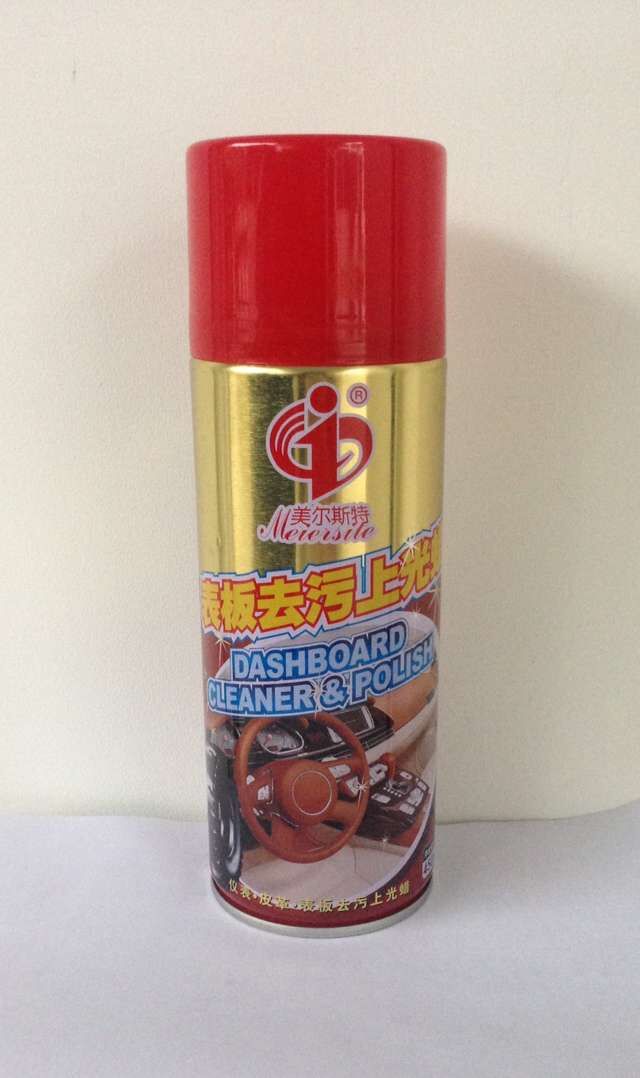 ®
美尔斯特
Meiersite
表板去污上光蜡
DASHBOARD
CLEANER & POLISH
仪表·皮革·表板去污上光蜡